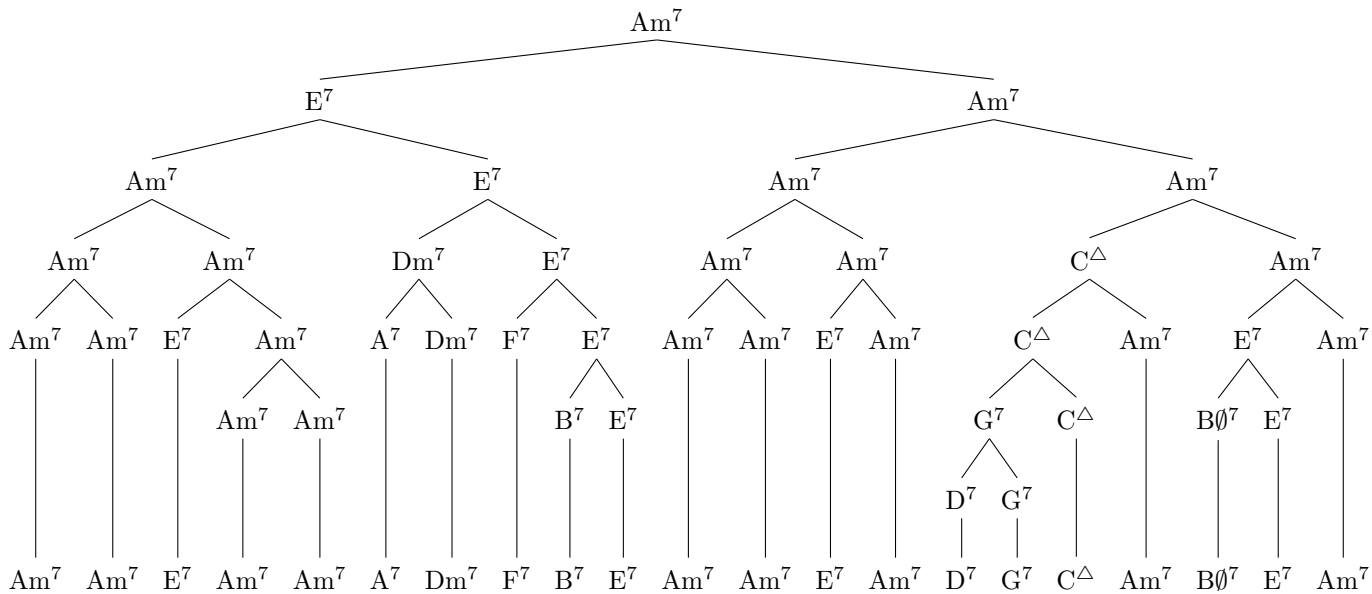 Am⁷
E⁷ Am⁷
Am⁷ E⁷ Am⁷ Am⁷
Am⁷ Am⁷ Dm⁷ E⁷ Am⁷ Am⁷ C△ Am⁷
Am⁷ Am⁷ E⁷ Am⁷ A⁷ Dm⁷ F⁷ E⁷ Am⁷ Am⁷ E⁷ Am⁷ C△ Am⁷ E⁷ Am⁷
Am⁷ Am⁷ B⁷ E⁷ G⁷ C△ B∅⁷ E⁷
D⁷ G⁷
Am⁷ Am⁷ E⁷ Am⁷ Am⁷ A⁷ Dm⁷ F⁷ B⁷ E⁷ Am⁷ Am⁷ E⁷ Am⁷ D⁷ G⁷ C△ Am⁷ B∅⁷ E⁷ Am⁷